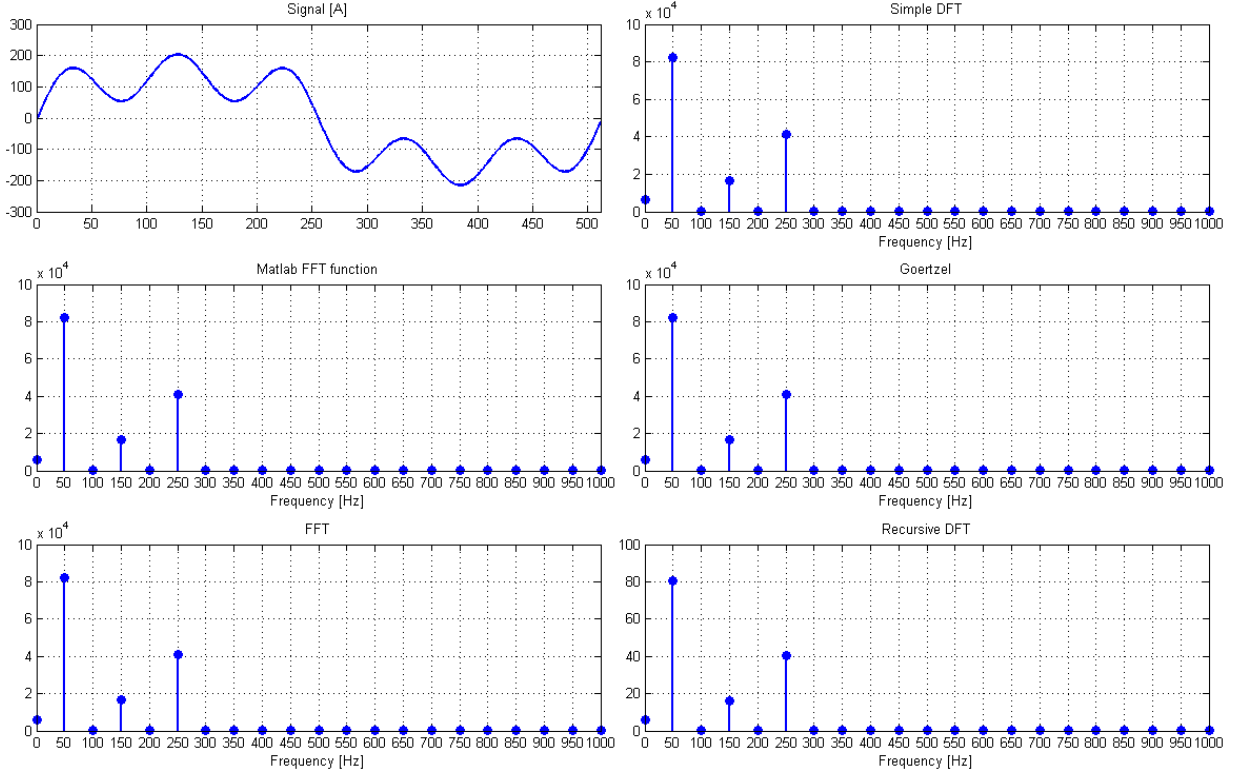 Signal [A]
300
200
100
0
-100
-200
-300
0 50 100 150 200 250 300 350 400 450 500
Simple DFT
x 10^4
10
8
6
4
2
0
0 50 100 150 200 250 300 350 400 450 500 550 600 650 700 750 800 850 900 950 1000
Frequency [Hz]
Matlab FFT function
x 10^4
10
8
6
4
2
0
0 50 100 150 200 250 300 350 400 450 500 550 600 650 700 750 800 850 900 950 1000
Frequency [Hz]
Goertzel
x 10^4
10
8
6
4
2
0
0 50 100 150 200 250 300 350 400 450 500 550 600 650 700 750 800 850 900 950 1000
Frequency [Hz]
FFT
x 10^4
10
8
6
4
2
0
0 50 100 150 200 250 300 350 400 450 500 550 600 650 700 750 800 850 900 950 1000
Frequency [Hz]
Recursive DFT
100
80
60
40
20
0
0 50 100 150 200 250 300 350 400 450 500 550 600 650 700 750 800 850 900 950 1000
Frequency [Hz]